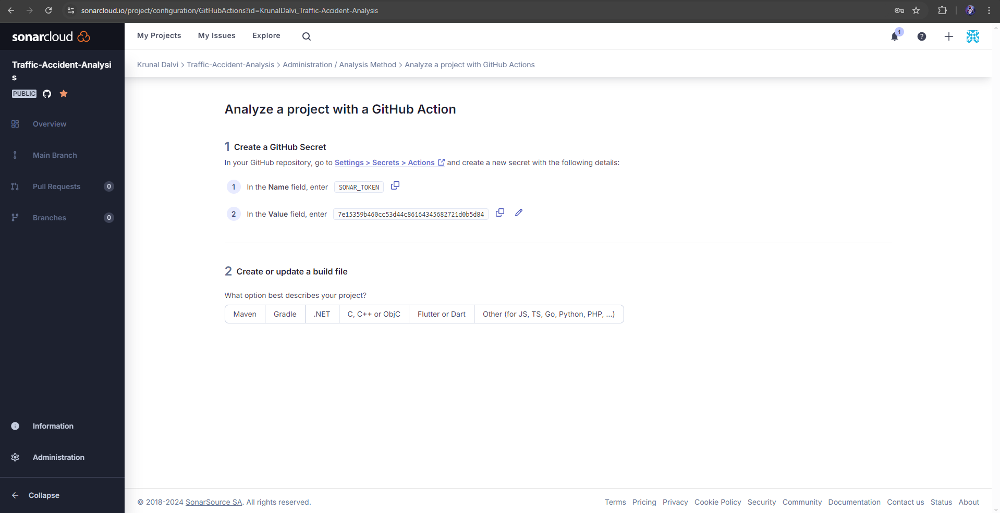 sonarcloud.io/project/configuration/GitHubActions?id=KrunalDalvi_Traffic-Accident-Analysis
sonarcloud
My Projects My Issues Explore
1
Traffic-Accident-Analysi
s
PUBLIC
Krunal Dalvi > Traffic-Accident-Analysis > Administration / Analysis Method > Analyze a project with GitHub Actions
Overview
Main Branch
Pull Requests 0
Branches 0
Information
Administration
Collapse
Analyze a project with a GitHub Action
1 Create a GitHub Secret
In your GitHub repository, go to Settings > Secrets > Actions and create a new secret with the following details:
1 In the Name field, enter SONAR_TOKEN
2 In the Value field, enter 7e15359b460cc53d44c86164345682721d0b5d84
2 Create or update a build file
What option best describes your project?
Maven Gradle .NET C, C++ or ObjC Flutter or Dart Other (for JS, TS, Go, Python, PHP, ...)
© 2018-2024 SonarSource SA. All rights reserved.
Terms Pricing Privacy Cookie Policy Security Community Documentation Contact us Status About